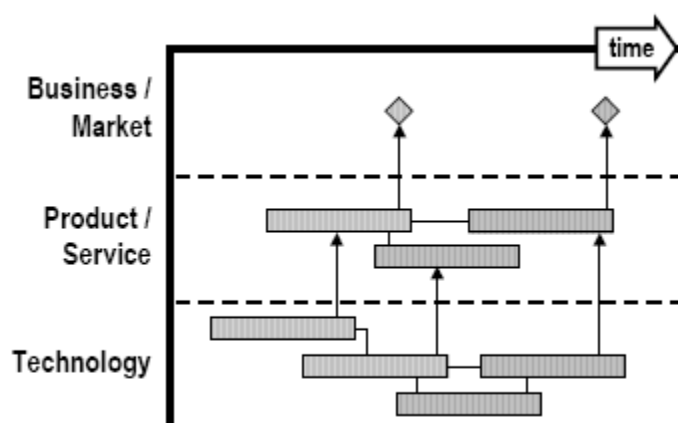 time
Business /
Market
Product /
Service
Technology